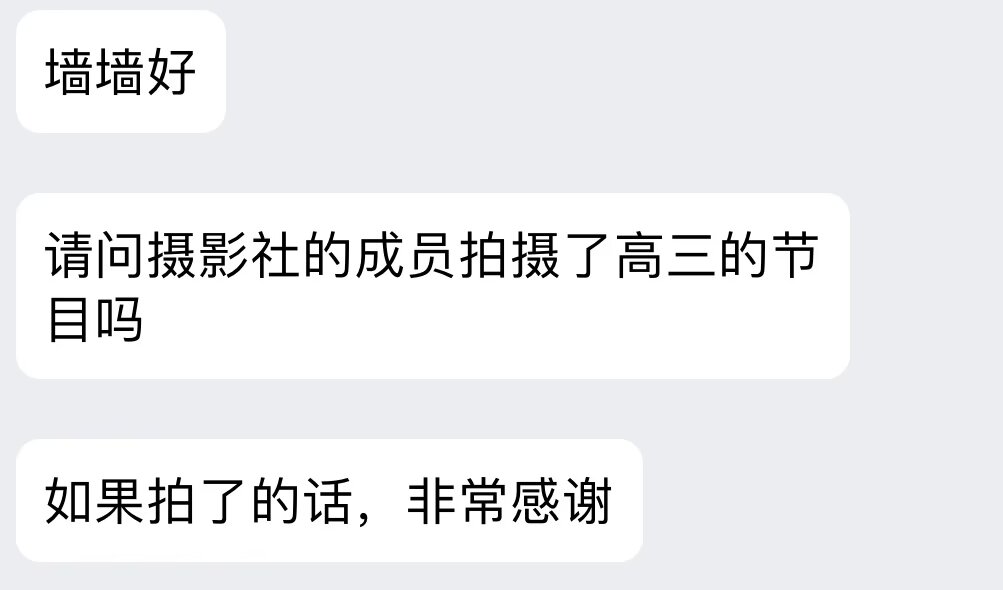 墙墙好
请问摄影社的成员拍摄了高三的节
目吗
如果拍了的话，非常感谢